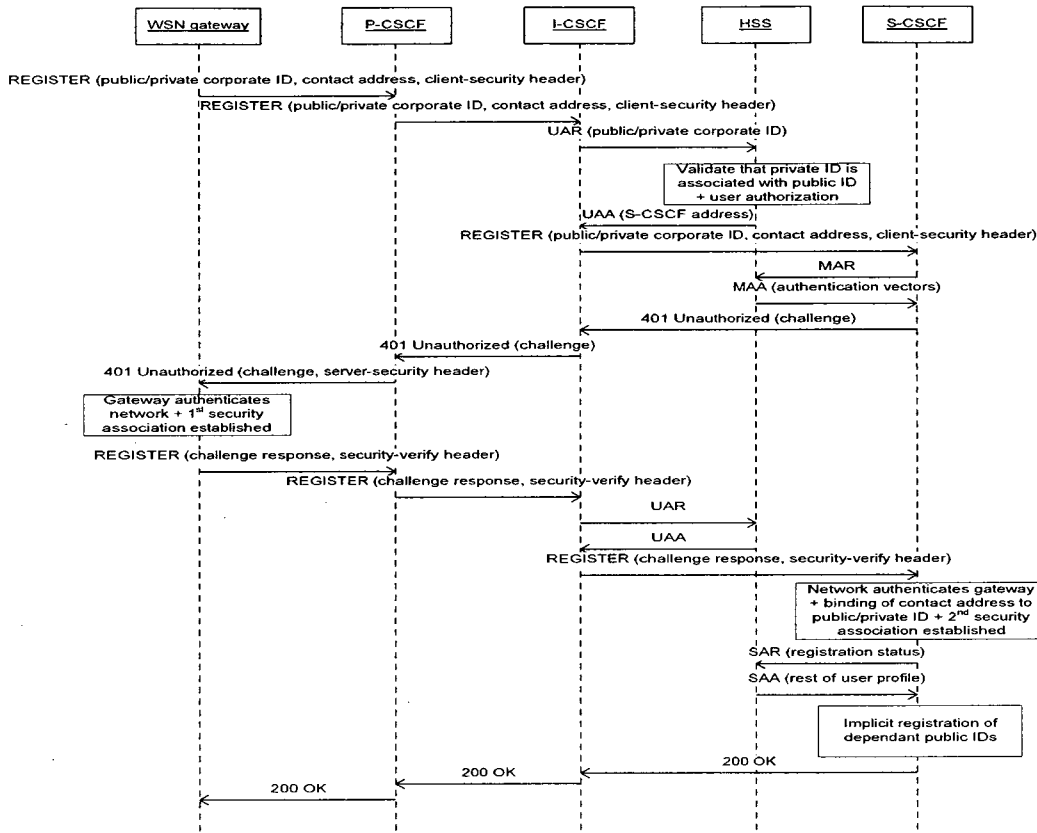 WSN gateway
P-CSCF
I-CSCF
HSS
S-CSCF
REGISTER (public/private corporate ID, contact address, client-security header)
REGISTER (public/private corporate ID, contact address, client-security header)
UAR (public/private corporate ID)
Validate that private ID is
associated with public ID
+ user authorization
UAA (S-CSCF address)
REGISTER (public/private corporate ID, contact address, client-security header)
MAR
MAA (authentication vectors)
401 Unauthorized (challenge)
401 Unauthorized (challenge)
401 Unauthorized (challenge, server-security header)
Gateway authenticates
network + 1st security
association established
REGISTER (challenge response, security-verify header)
REGISTER (challenge response, security-verify header)
UAR
UAA
REGISTER (challenge response, security-verify header)
Network authenticates gateway
+ binding of contact address to
public/private ID + 2nd security
association established
SAR (registration status)
SAA (rest of user profile)
Implicit registration of
dependant public IDs
200 OK
200 OK
200 OK